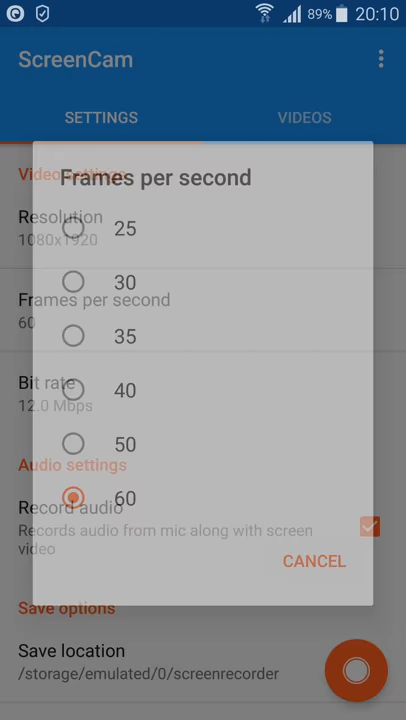 89% 20:10
ScreenCam
SETTINGS VIDEOS
Video settings
Frames per second
Resolution
1080x1920
25
30
Frames per second
60
35
Bit rate
12.0 Mbps
40
50
Audio settings
60
Record audio
Records audio from mic along with screen
video
CANCEL
Save options
Save location
/storage/emulated/0/screenrecorder